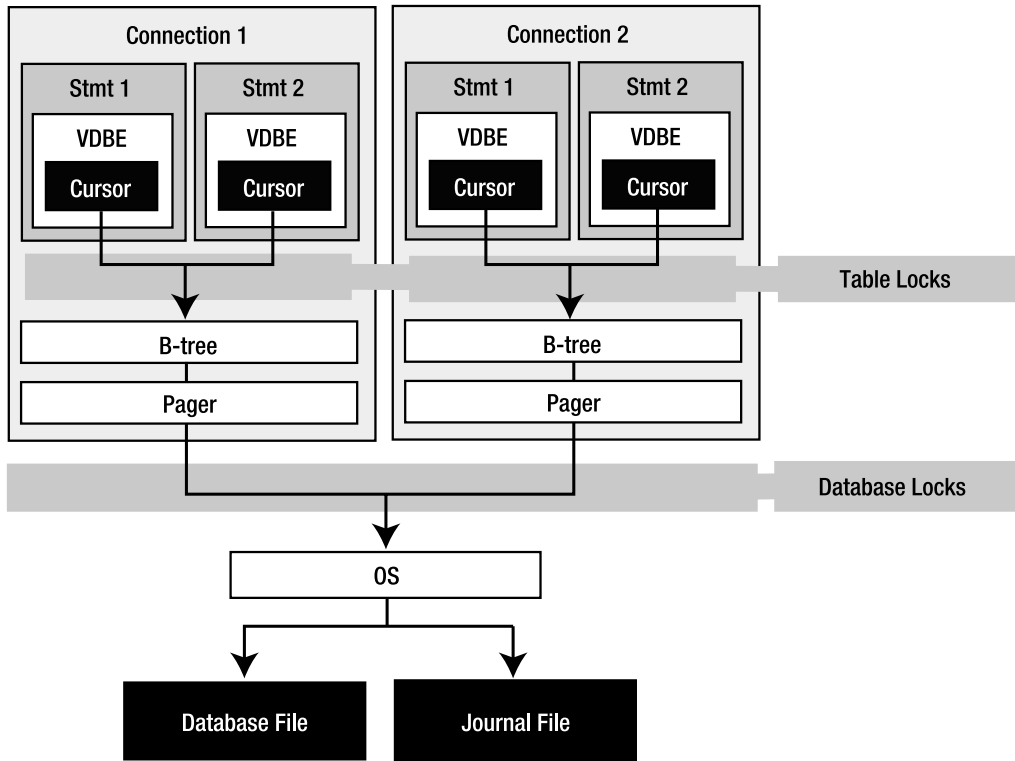 Connection 1
Connection 2
Stmt 1
Stmt 2
Stmt 1
Stmt 2
VDBE
VDBE
VDBE
VDBE
Cursor
Cursor
Cursor
Cursor
Table Locks
B-tree
B-tree
Pager
Pager
Database Locks
OS
Database File
Journal File